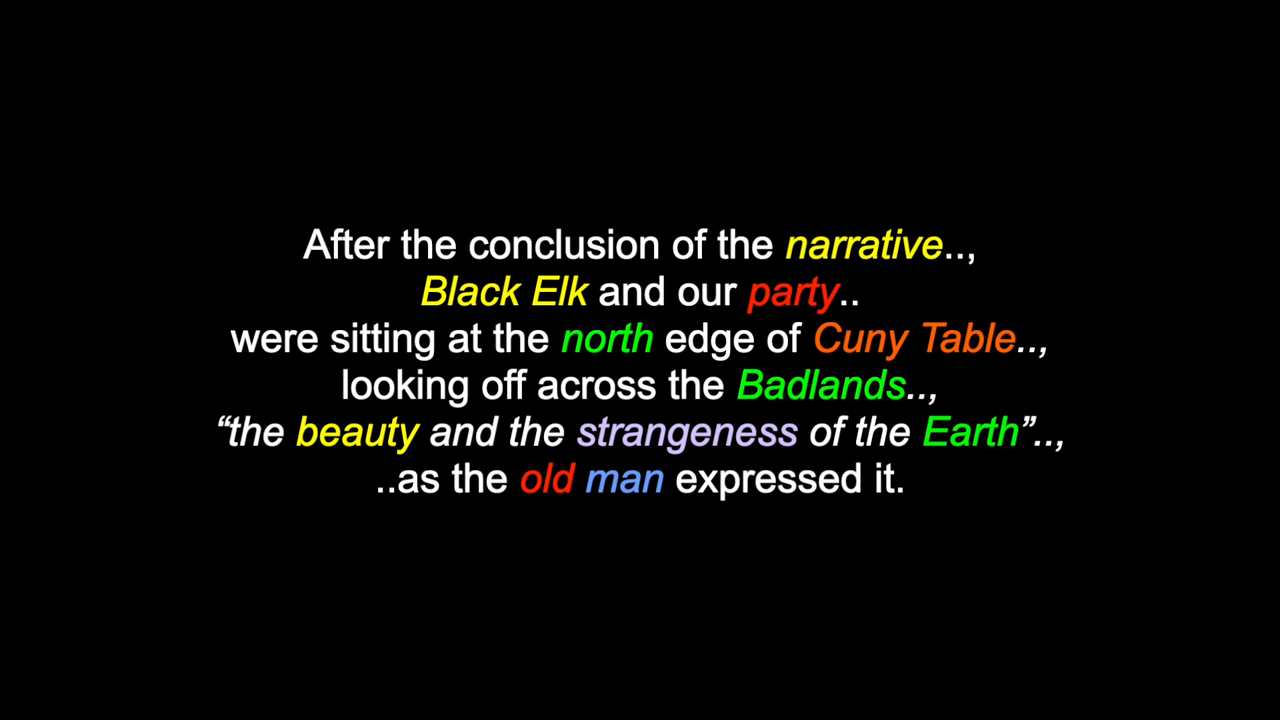 After the conclusion of the narrative..,
Black Elk and our party..
were sitting at the north edge of Cuny Table..,
looking off across the Badlands..,
“the beauty and the strangeness of the Earth”..,
..as the old man expressed it.